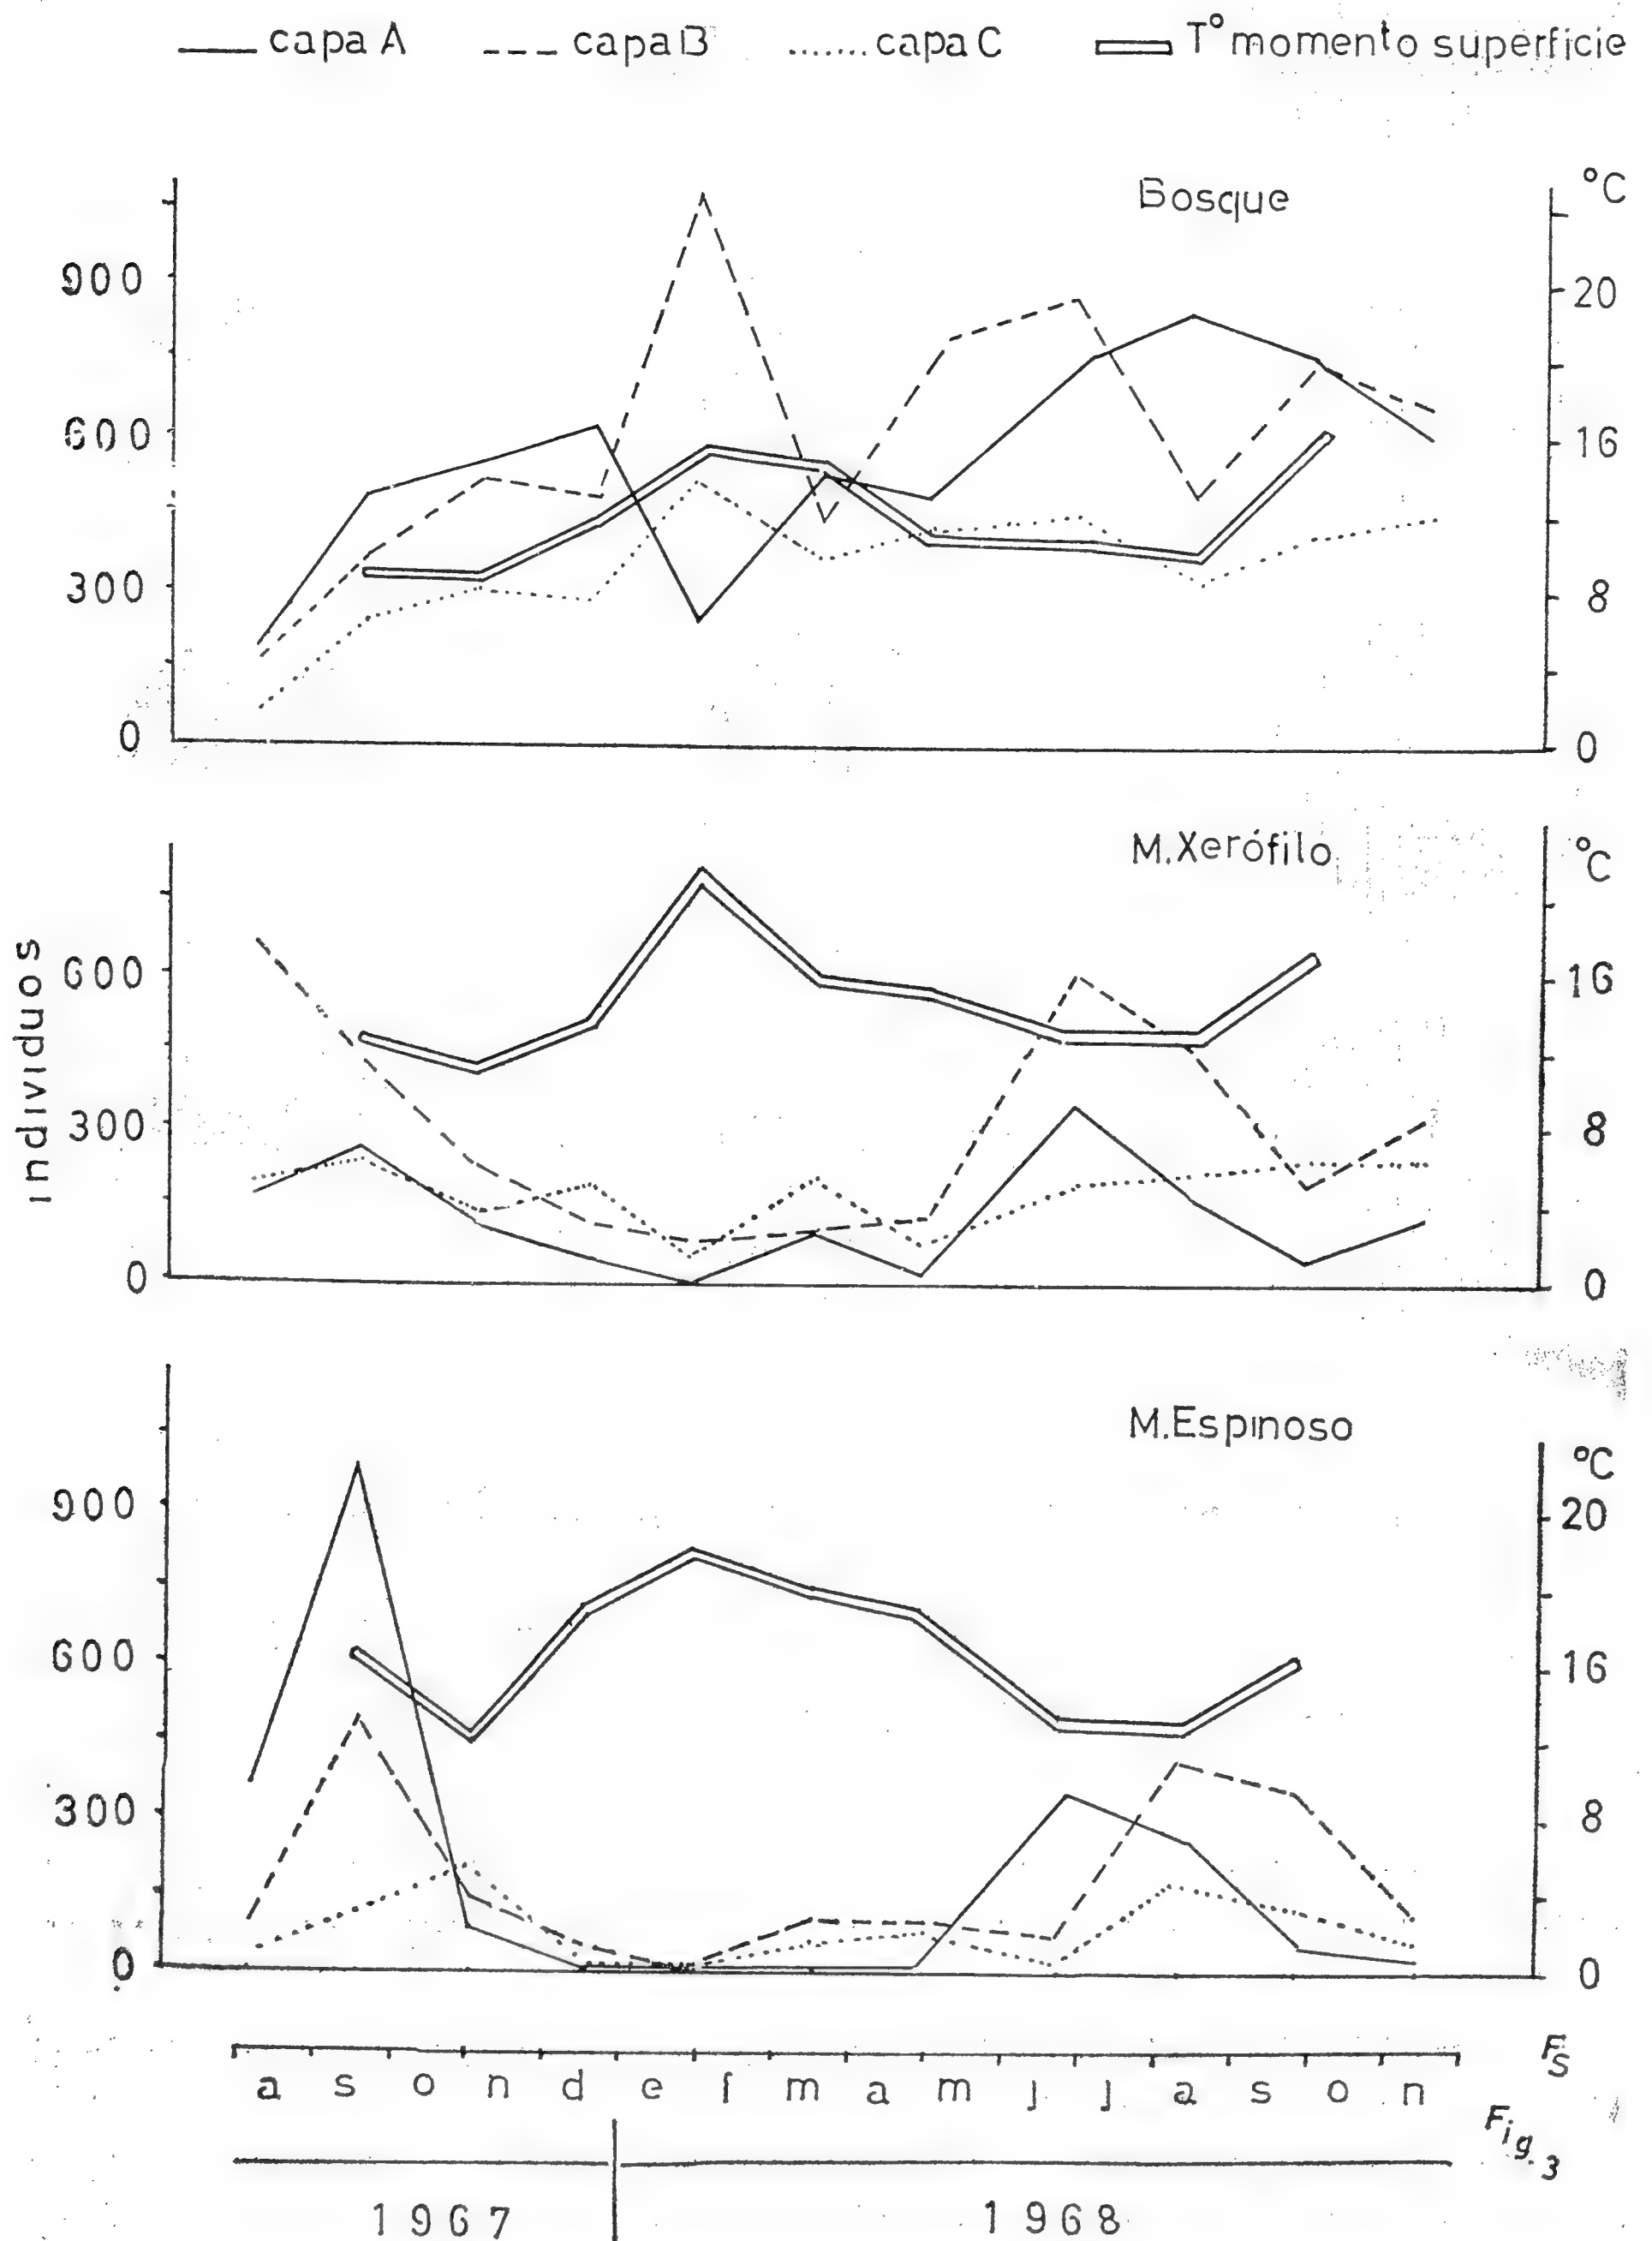 capa A capa B capa C T° momento superficie
Bosque
°C
900
600
300
0
20
16
8
0
M.Xerófilo
°C
individuos
600
300
0
16
8
0
M.Espinoso
°C
900
600
300
0
20
16
8
0
a s o n d e f m a m j j a s o n
Fs
Fig. 3
1967 1968